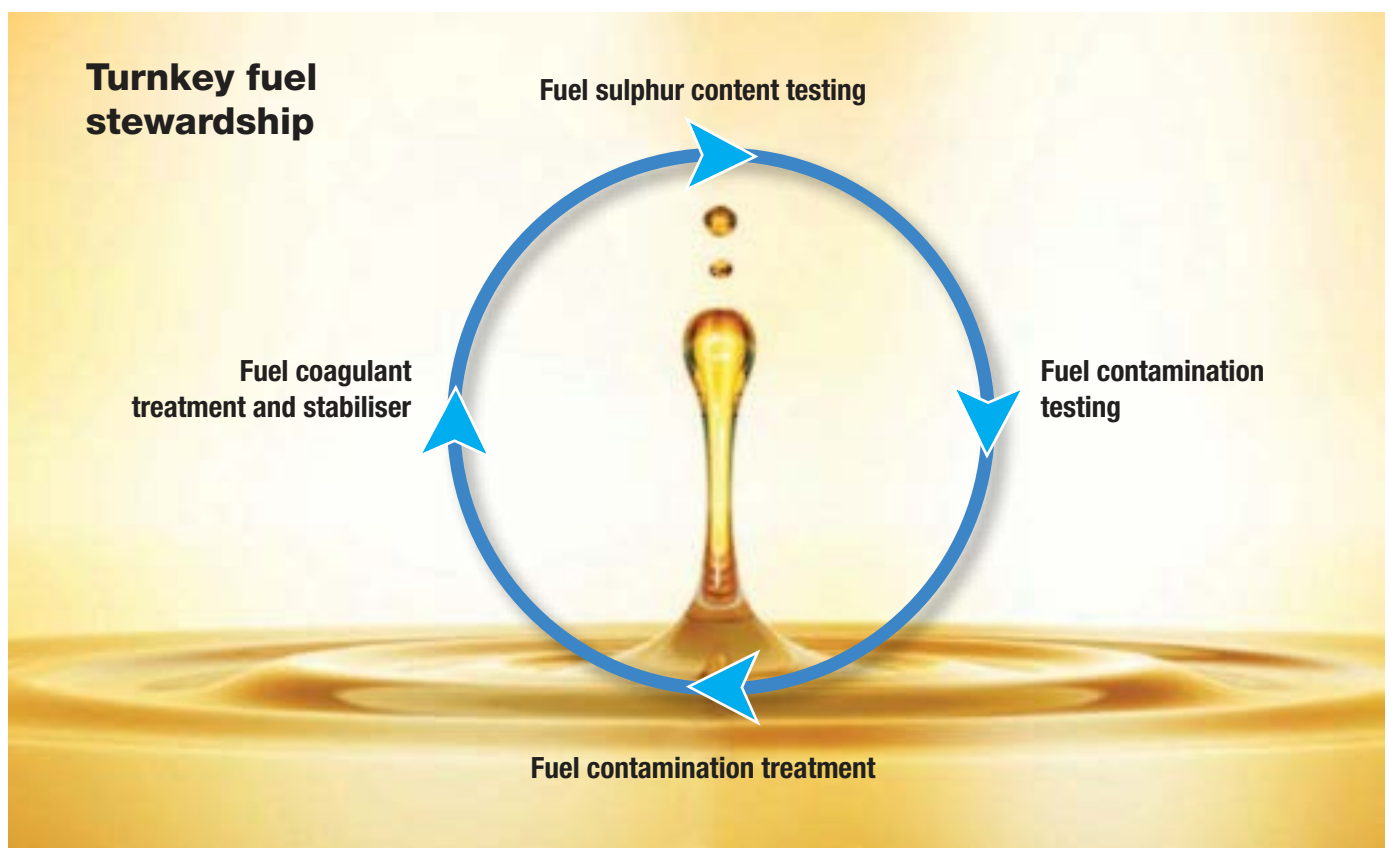 Turnkey fuel
stewardship
Fuel sulphur content testing
Fuel contamination
testing
Fuel contamination treatment
Fuel coagulant
treatment and stabiliser